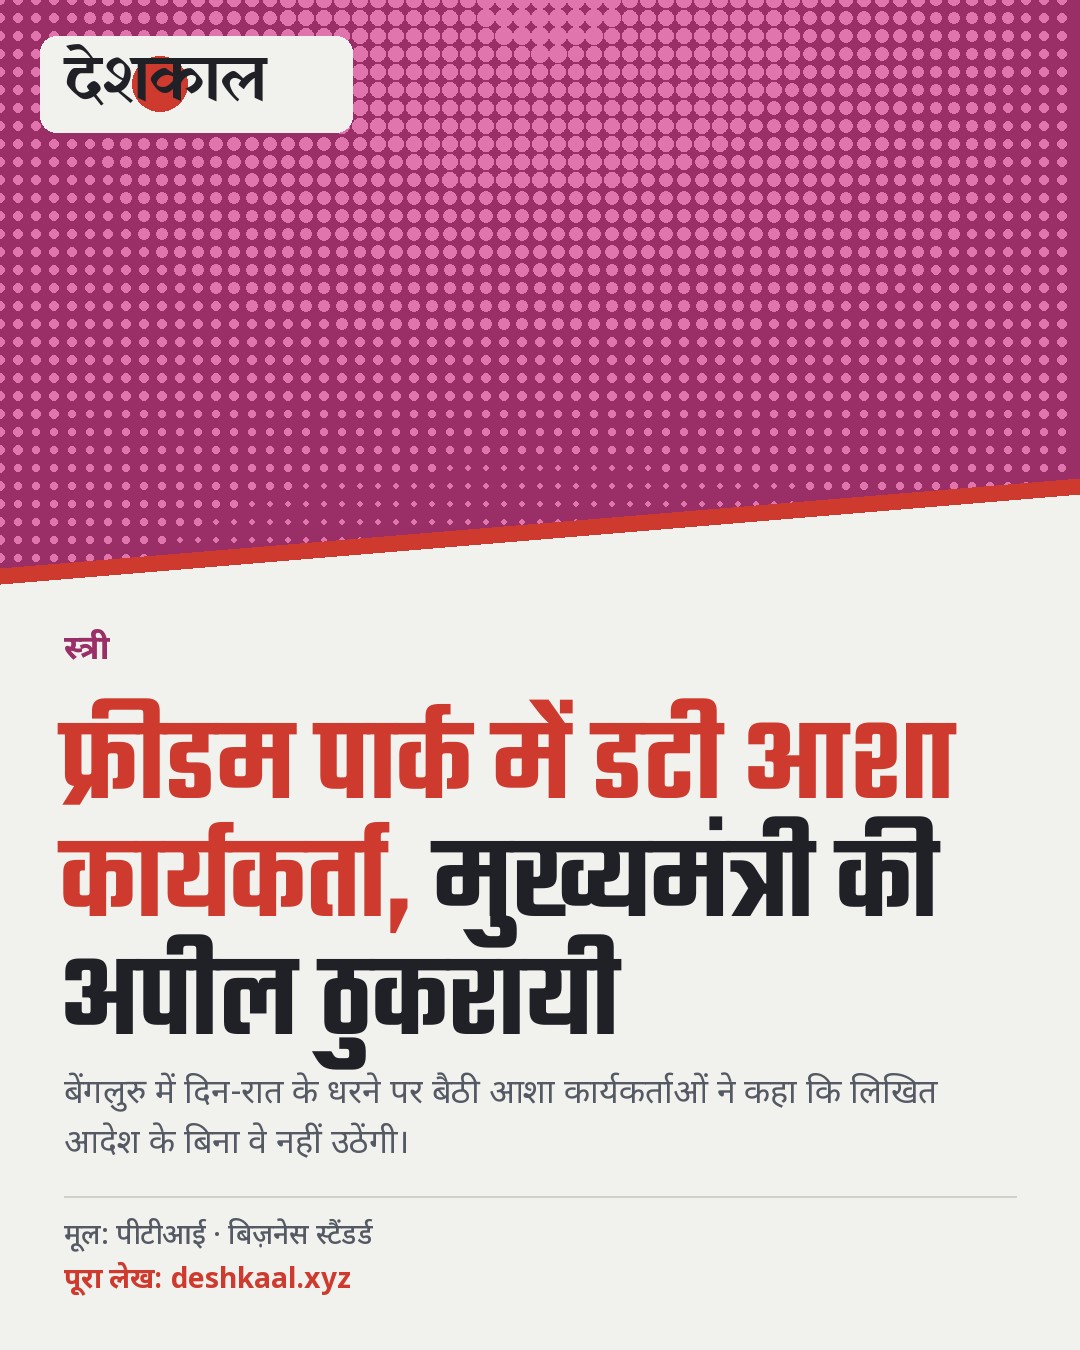 देशकाल
स्त्री
फ्रीडम पार्क में डटी आशा
कार्यकर्ता, मुख्यमंत्री की
अपील ठुकरायी
बेंगलुरु में दिन-रात के धरने पर बैठी आशा कार्यकर्ताओं ने कहा कि लिखित
आदेश के बिना वे नहीं उठेंगी।
मूल: पीटीआई · बिज़नेस स्टैंडर्ड
पूरा लेख: deshkaal.xyz